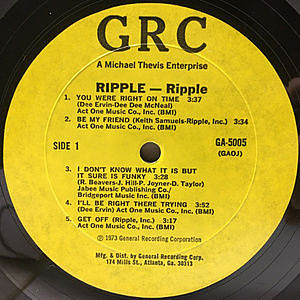 GRC
A Michael Thevis Enterprise
RIPPLE — Ripple
1. YOU WERE RIGHT ON TIME 3:37
(Dee Ervin-Dee Dee McNeal)
Act One Music Co., Inc. (BMI)
2. BE MY FRIEND (Keith Samuels-Ripple, Inc.) 3:34
Act One Music Co., Inc. (BMI)
SIDE 1
GA-5005
(GAOJ)
3. I DON'T KNOW WHAT IT IS BUT
IT SURE IS FUNKY 3:28
(R. Beavers-J. Hill-P. Joyner-D. Taylor)
Jabee Music Publishing Co./
Bridgeport Music Inc. (BMI)
4. I'LL BE RIGHT THERE TRYING 3:52
(Dee Ervin) Act One Music Co., Inc. (BMI)
5. GET OFF (Ripple, Inc.) 5:17
Act One Music Co., Inc. (BMI)
℗ 1973 General Recording Corporation
Mfg. & Dist. by General Recording Corp.
174 Mills St., Atlanta, Ga. 30313